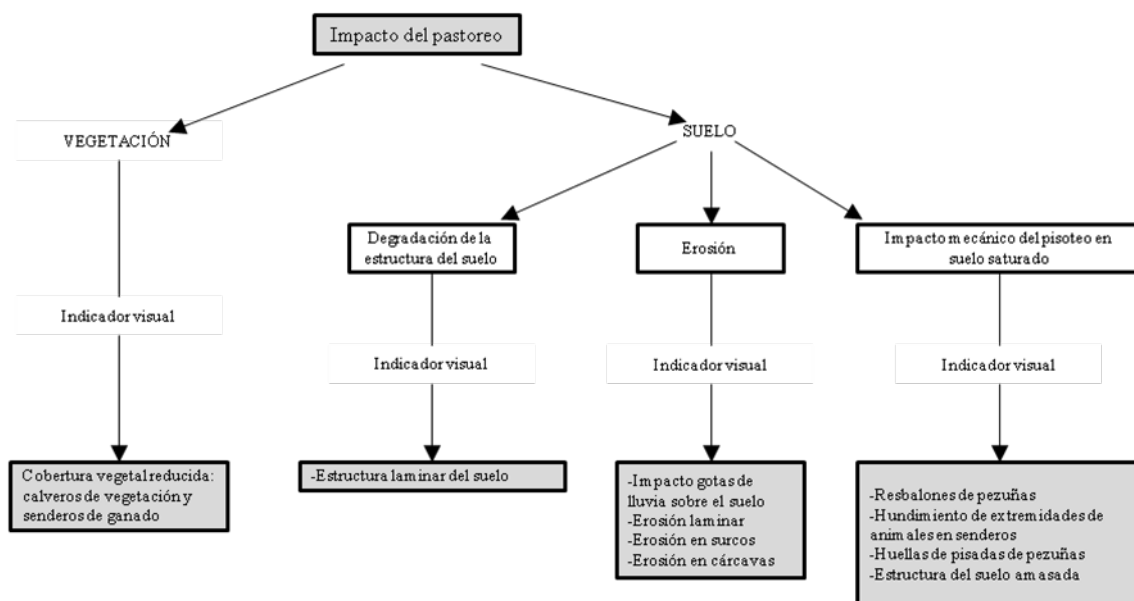 Impacto del pastoreo
VEGETACIÓN
SUELO
Degradación de la
estructura del suelo
Erosión
Impacto mecánico del pisoteo en
suelo saturado
Indicador visual
Indicador visual
Indicador visual
Indicador visual
Cobertura vegetal reducida:
calveros de vegetación y
senderos de ganado
-Estructura laminar del suelo
-Impacto gotas de
lluvia sobre el suelo
-Erosión laminar
-Erosión en surcos
-Erosión en cárcavas
-Resbalones de pezuñas
-Hundimiento de extremidades de
animales en senderos
-Huellas de pisadas de pezuñas
-Estructura del suelo amasada